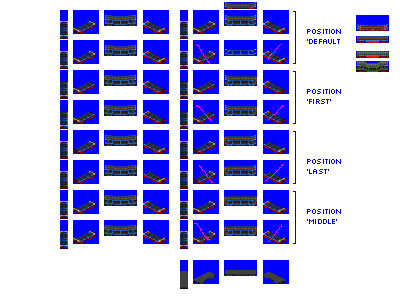 POSITION
'DEFAULT
POSITION
'FIRST'
POSITION
'LAST'
POSITION
'MIDDLE'